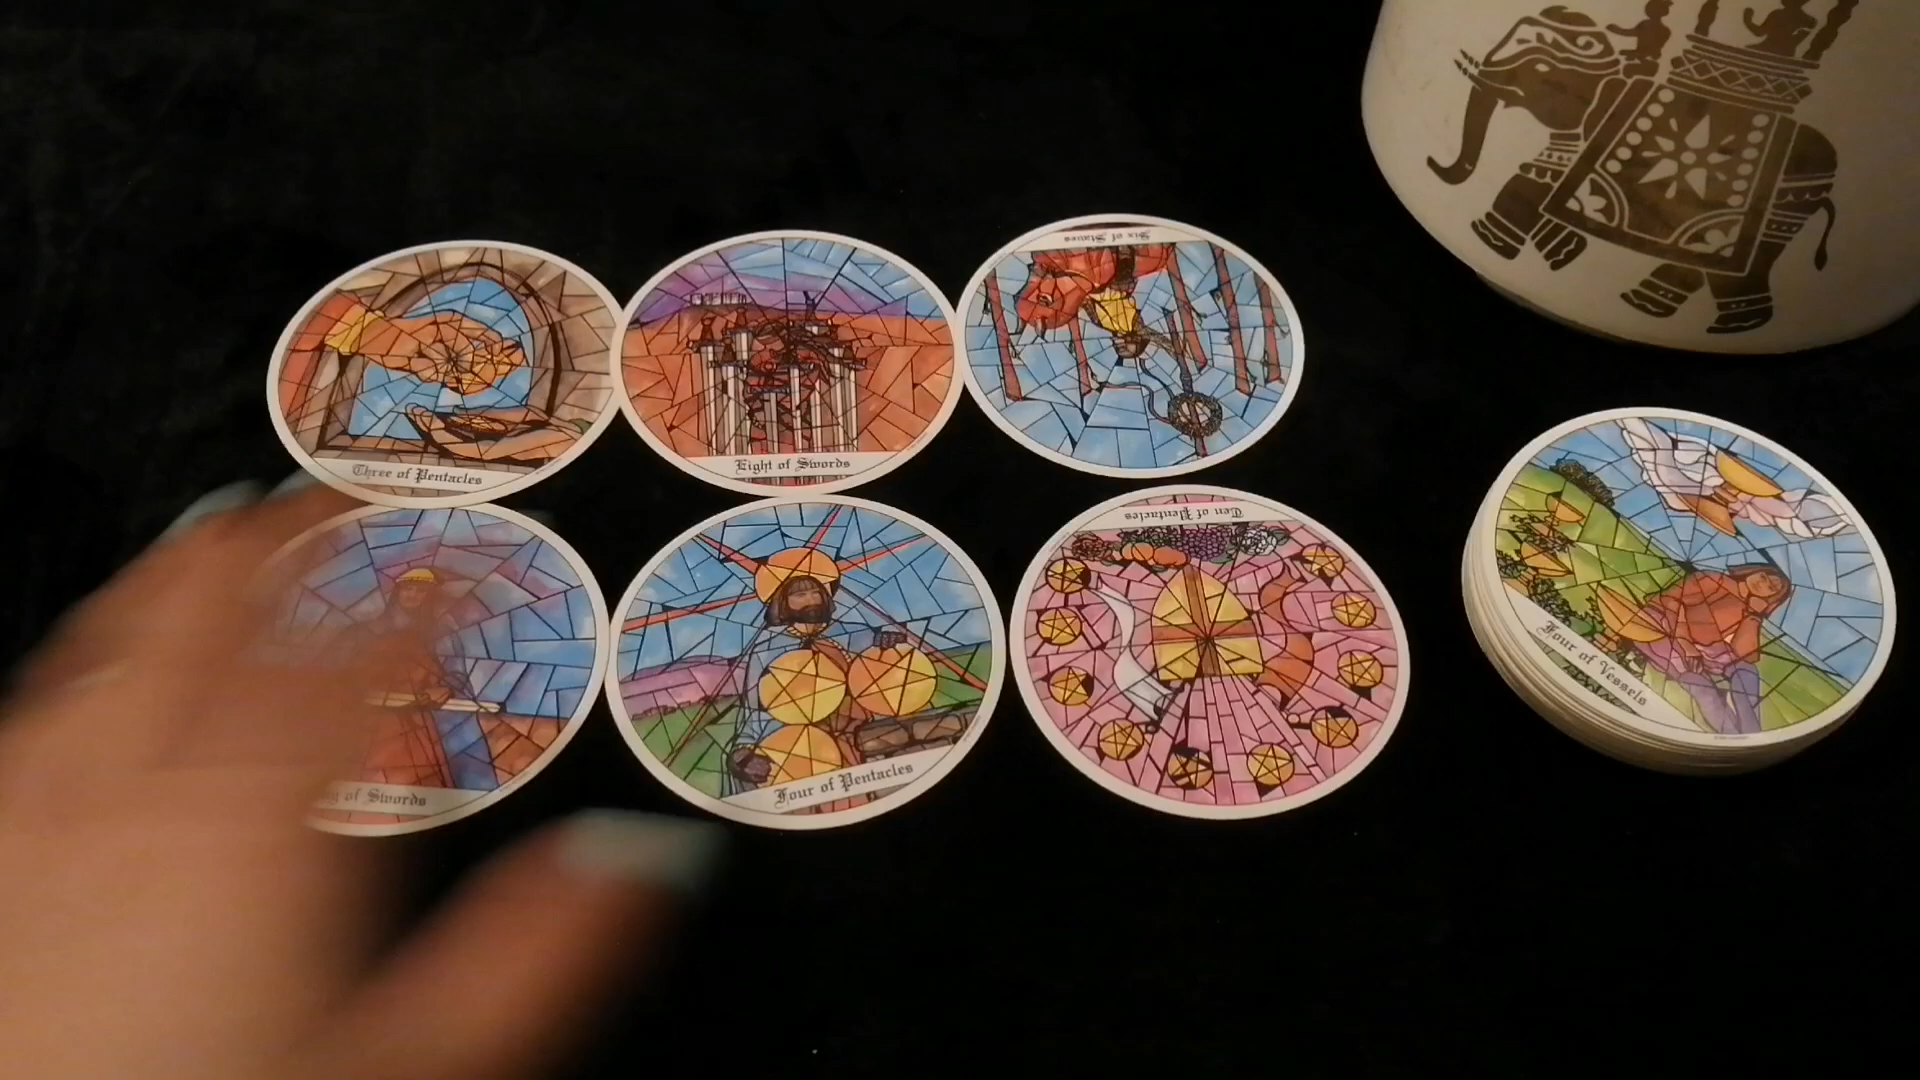 Three of Pentacles
Eight of Swords
Six of Staves
of Swords
Four of Pentacles
Ten of Pentacles
Four of Vessels